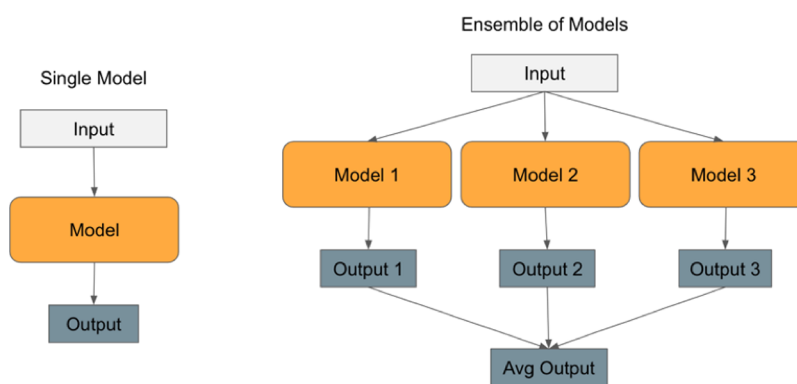 Single Model
Input
Model
Output
Ensemble of Models
Input
Model 1
Model 2
Model 3
Output 1
Output 2
Output 3
Avg Output